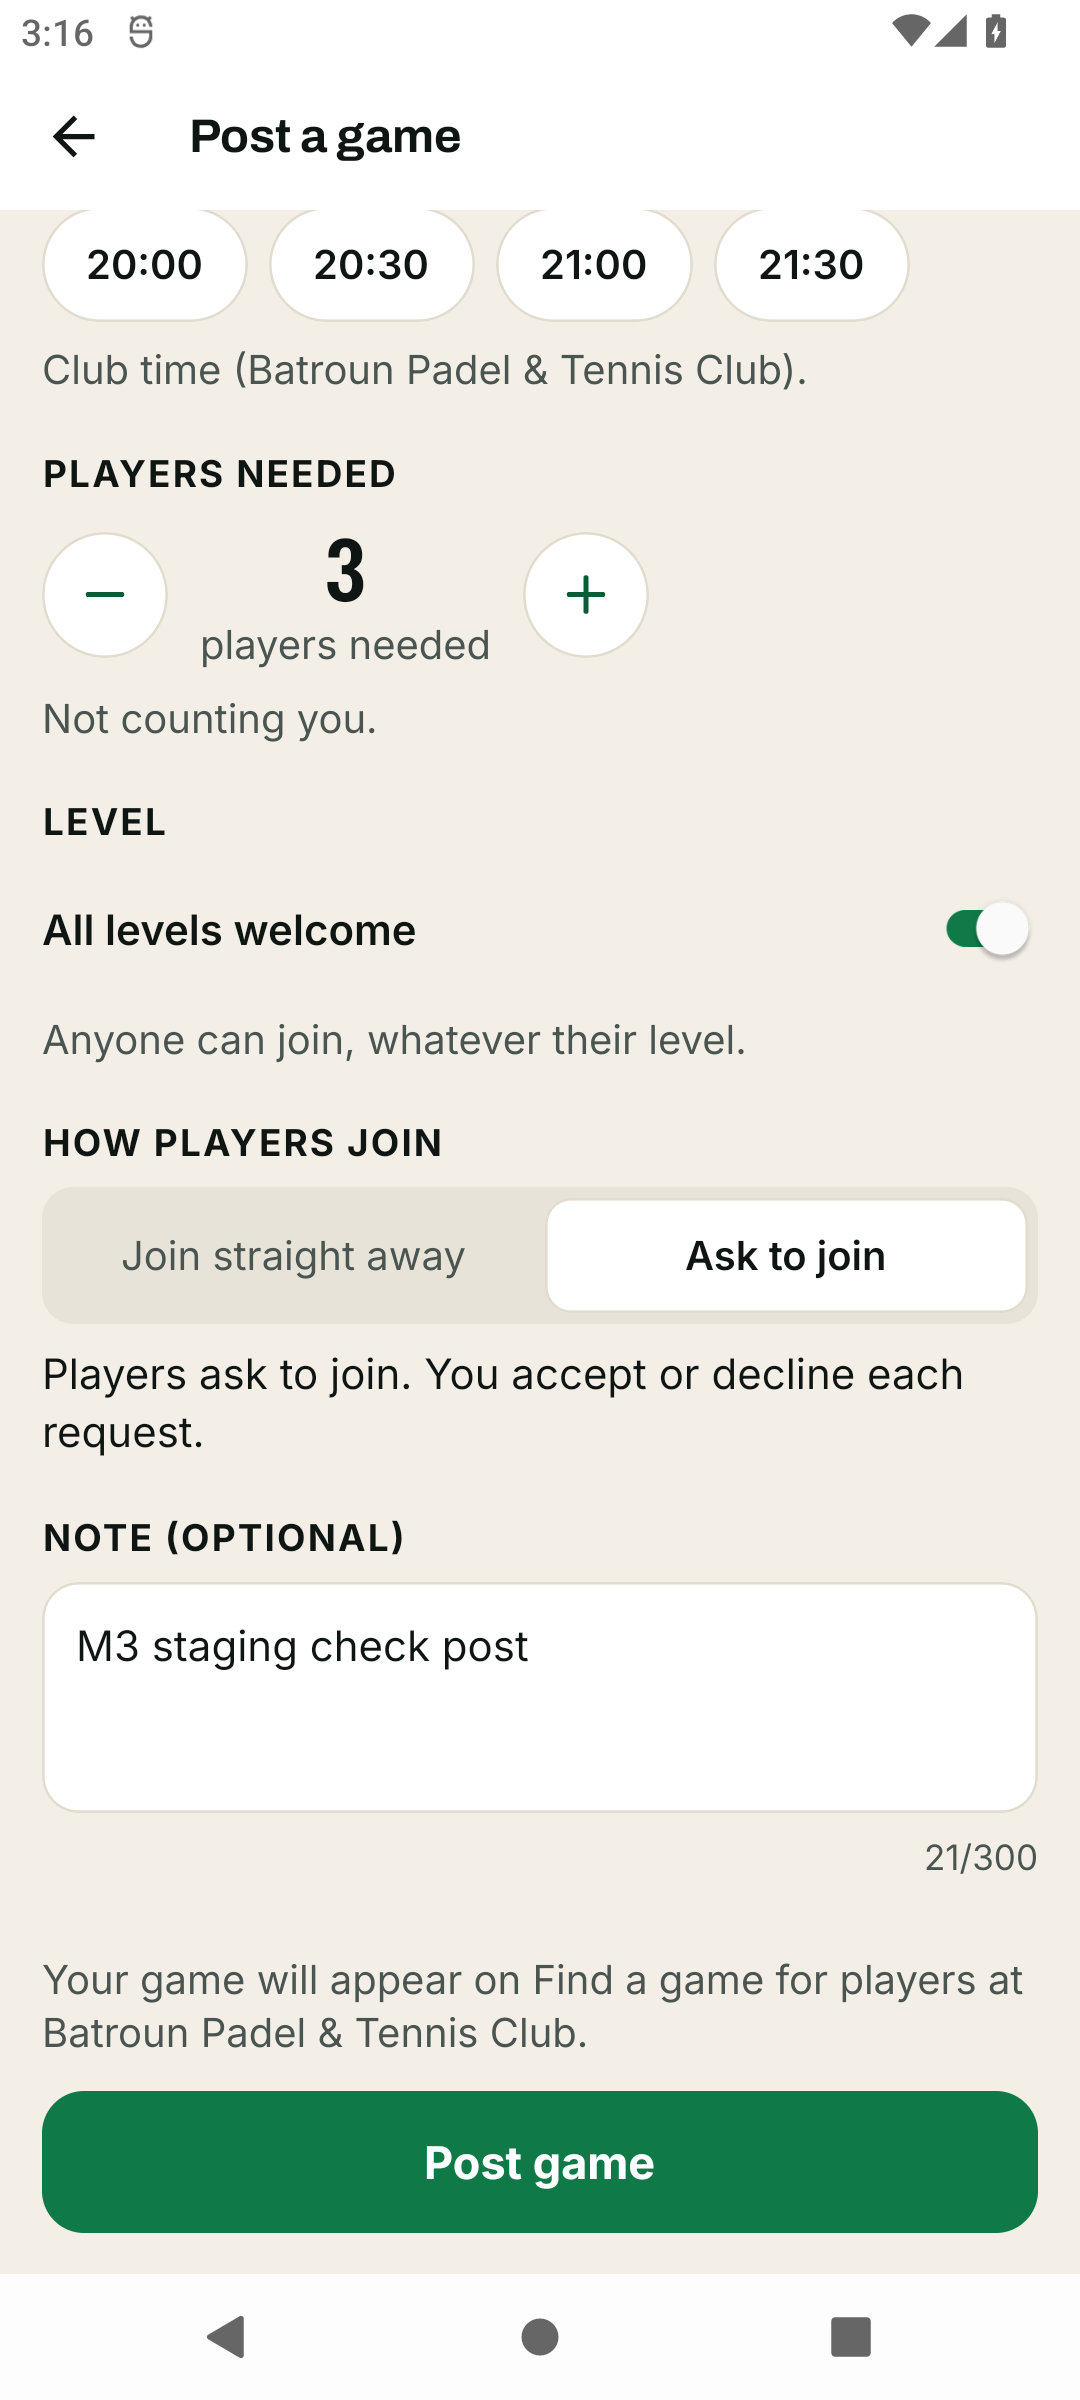 3:16
Post a game
20:00 20:30 21:00 21:30
Club time (Batroun Padel & Tennis Club).
PLAYERS NEEDED
3
players needed
Not counting you.
LEVEL
All levels welcome
Anyone can join, whatever their level.
HOW PLAYERS JOIN
Join straight away Ask to join
Players ask to join. You accept or decline each
request.
NOTE (OPTIONAL)
M3 staging check post
21/300
Your game will appear on Find a game for players at
Batroun Padel & Tennis Club.
Post game